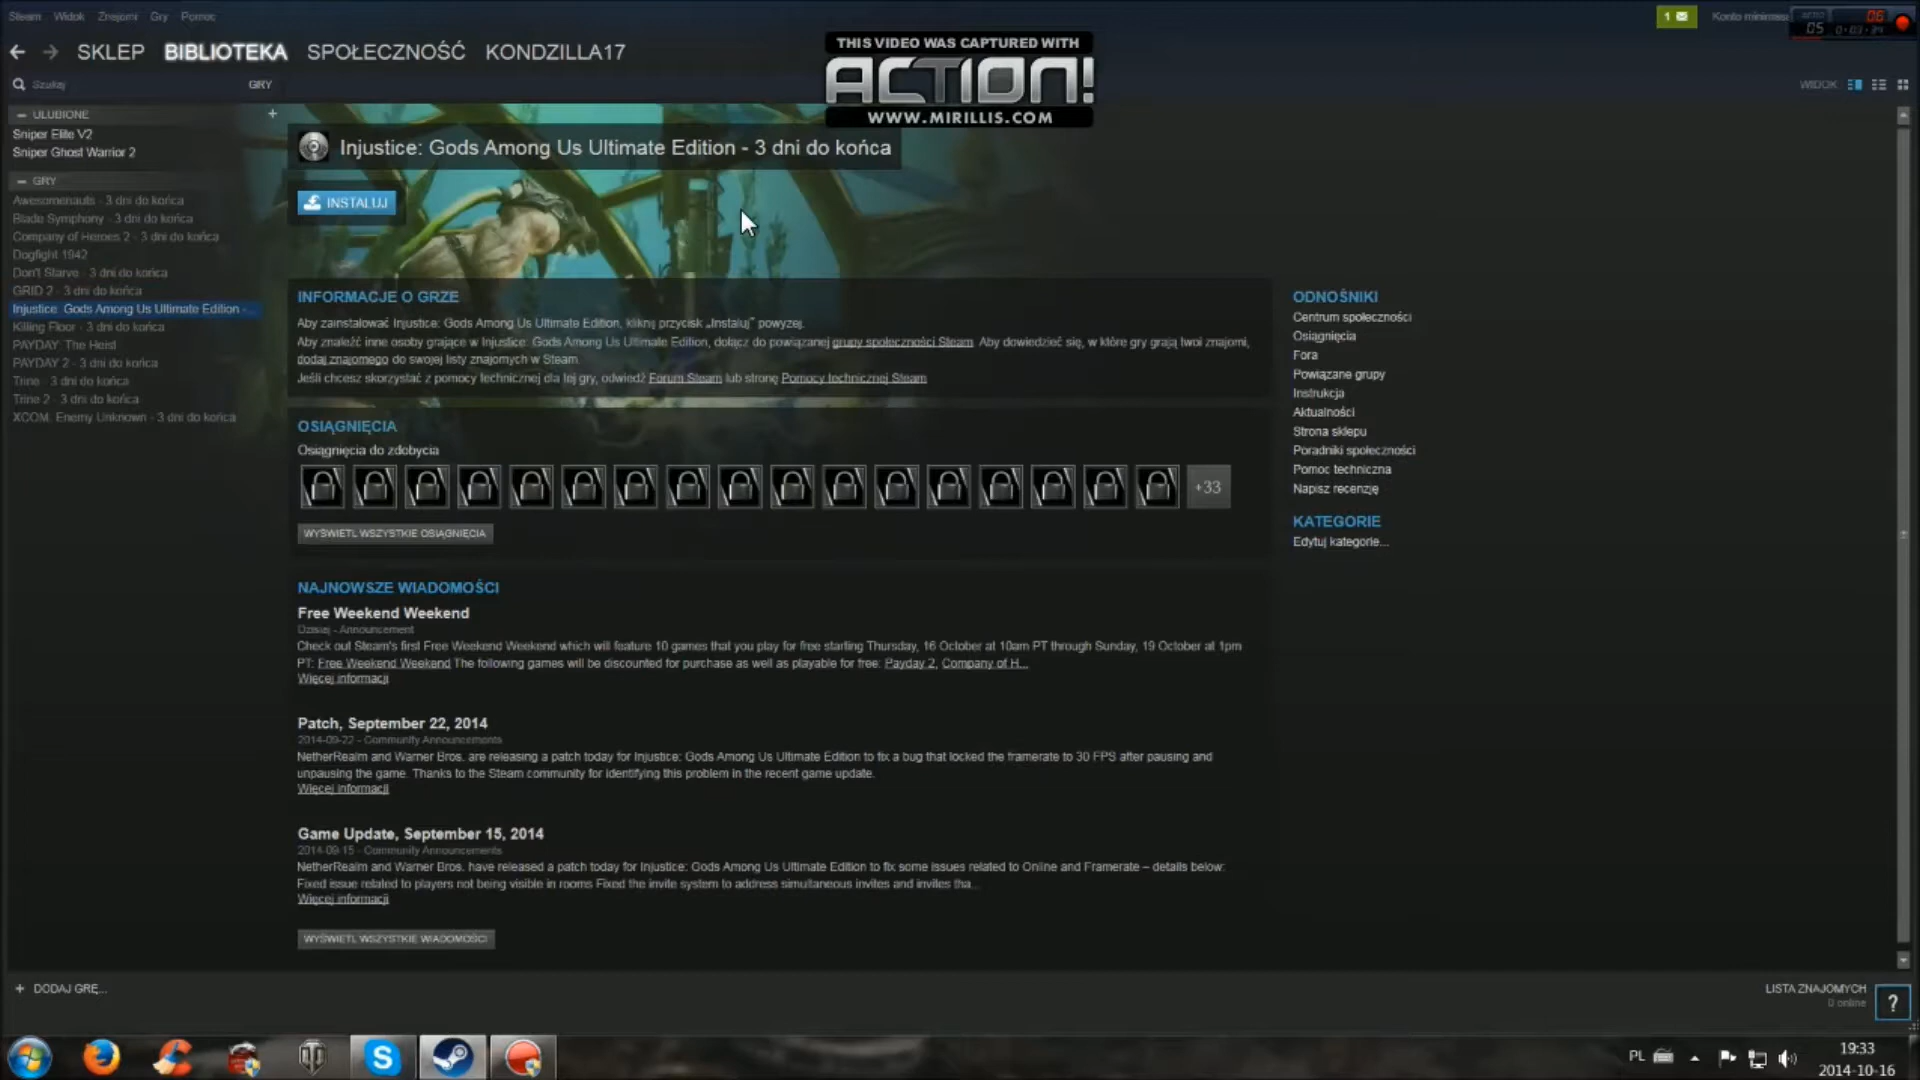 Steam Widok Znajomi Gry Pomoc
1
05
SKLEP BIBLIOTEKA SPOŁECZNOŚĆ KONDZILLA17
THIS VIDEO WAS CAPTURED WITH
ACTION!
WWW.MIRILLIS.COM
Szukaj GRY
WIDOK
ULUBIONE +
Sniper Elite V2
Sniper Ghost Warrior 2
GRY
Awesomenauts - 3 dni do końca
Blade Symphony - 3 dni do końca
Company of Heroes 2 - 3 dni do końca
Dogfight 1942
Don't Starve - 3 dni do końca
GRID 2 - 3 dni do końca
Injustice: Gods Among Us Ultimate Edition - ...
Killing Floor - 3 dni do końca
PAYDAY: The Heist
PAYDAY 2 - 3 dni do końca
Trine - 3 dni do końca
Trine 2 - 3 dni do końca
XCOM: Enemy Unknown - 3 dni do końca
Injustice: Gods Among Us Ultimate Edition - 3 dni do końca
INSTALUJ
INFORMACJE O GRZE
Aby zainstalować Injustice: Gods Among Us Ultimate Edition, kliknij przycisk „Instaluj” powyżej.
Aby znaleźć inne osoby grające w Injustice: Gods Among Us Ultimate Edition, dołącz do powiązanej grupy społeczności Steam. Aby dowiedzieć się, w które gry grają twoi znajomi,
dodaj znajomego do swojej listy znajomych w Steam.
Jeśli chcesz skorzystać z pomocy technicznej dla tej gry, odwiedź Forum Steam lub stronę Pomocy technicznej Steam
OSIĄGNIĘCIA
Osiągnięcia do zdobycia
+33
WYŚWIETL WSZYSTKIE OSIĄGNIĘCIA
NAJNOWSZE WIADOMOŚCI
Free Weekend Weekend
Dzisiaj - Announcement
Check out Steam's first Free Weekend Weekend which will feature 10 games that you play for free starting Thursday, 16 October at 10am PT through Sunday, 19 October at 1pm
PT: Free Weekend Weekend The following games will be discounted for purchase as well as playable for free: Payday 2, Company of H...
Więcej informacji
Patch, September 22, 2014
2014-09-22 - Community Announcements
NetherRealm and Warner Bros. are releasing a patch today for Injustice: Gods Among Us Ultimate Edition to fix a bug that locked the framerate to 30 FPS after pausing and
unpausing the game. Thanks to the Steam community for identifying this problem in the recent game update.
Więcej informacji
Game Update, September 15, 2014
2014-09-15 - Community Announcements
NetherRealm and Warner Bros. have released a patch today for Injustice: Gods Among Us Ultimate Edition to fix some issues related to Online and Framerate – details below:
Fixed issue related to players not being visible in rooms Fixed the invite system to address simultaneous invites and invites tha...
Więcej informacji
WYŚWIETL WSZYSTKIE WIADOMOŚCI
ODNOŚNIKI
Centrum społeczności
Osiągnięcia
Fora
Powiązane grupy
Instrukcja
Aktualności
Strona sklepu
Poradniki społeczności
Pomoc techniczna
Napisz recenzję
KATEGORIE
Edytuj kategorie...
+ DODAJ GRĘ...
LISTA ZNAJOMYCH
0 online
?
PL
19:33
2014-10-16